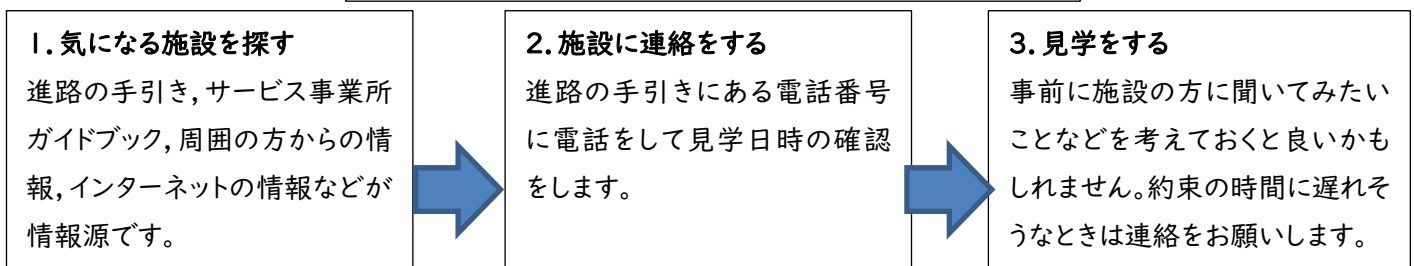 1.気になる施設を探す
進路の手引き,サービス事業所
ガイドブック,周囲の方からの情
報,インターネットの情報などが
情報源です。
2.施設に連絡をする
進路の手引きにある電話番号
に電話をして見学日時の確認
をします。
3.見学をする
事前に施設の方に聞いてみたい
ことなどを考えておくと良いかも
しれません。約束の時間に遅れそ
うなときは連絡をお願いします。